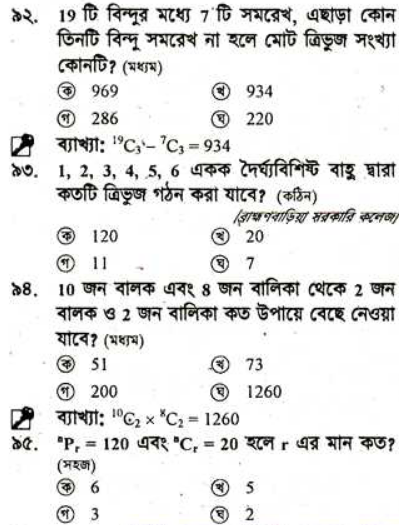 ৯২. 19 টি বিন্দুর মধ্যে 7 টি সমরেখ, এছাড়া কোন
তিনটি বিন্দু সমরেখ না হলে মোট ত্রিভুজ সংখ্যা
কোনটি? (মধ্যম)
ক 969 খ 934
গ 286 ঘ 220
ব্যাখ্যা: ¹⁹C₃ – ⁷C₃ = 934
৯৩. 1, 2, 3, 4, 5, 6 একক দৈর্ঘ্যবিশিষ্ট বাহু দ্বারা
কতটি ত্রিভুজ গঠন করা যাবে? (কঠিন)
[ব্রাহ্মণবাড়িয়া সরকারি কলেজ]
ক 120 খ 20
গ 11 ঘ 7
৯৪. 10 জন বালক এবং 8 জন বালিকা থেকে 2 জন
বালক ও 2 জন বালিকা কত উপায়ে বেছে নেওয়া
যাবে? (মধ্যম)
ক 51 খ 73
গ 200 ঘ 1260
ব্যাখ্যা: ¹⁰C₂ × ⁸C₂ = 1260
৯৫. ⁿPᵣ = 120 এবং ⁿCᵣ = 20 হলে r এর মান কত?
(সহজ)
ক 6 খ 5
গ 3 ঘ 2